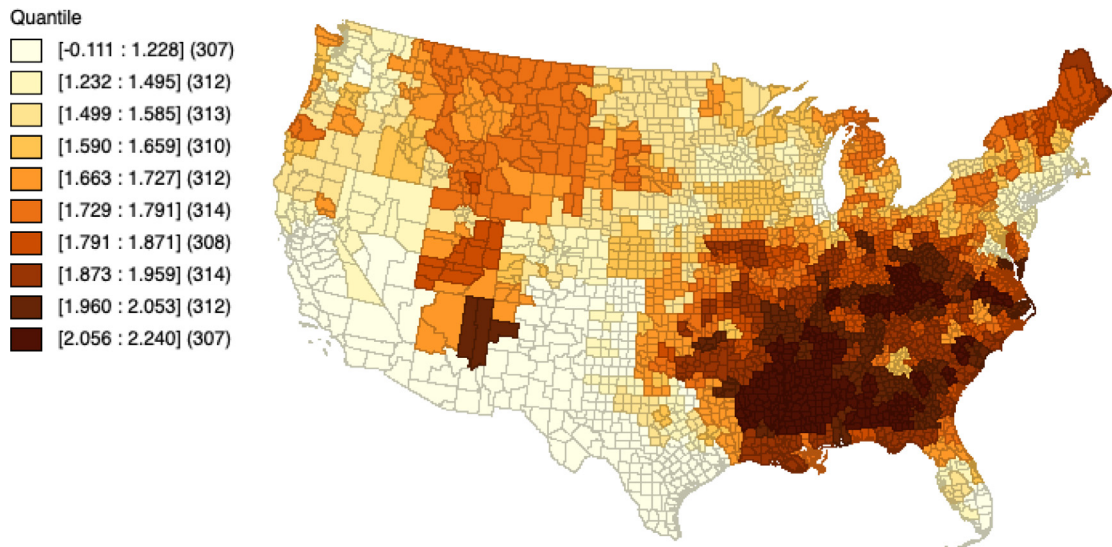 Quantile
[-0.111 : 1.228] (307)
[1.232 : 1.495] (312)
[1.499 : 1.585] (313)
[1.590 : 1.659] (310)
[1.663 : 1.727] (312)
[1.729 : 1.791] (314)
[1.791 : 1.871] (308)
[1.873 : 1.959] (314)
[1.960 : 2.053] (312)
[2.056 : 2.240] (307)